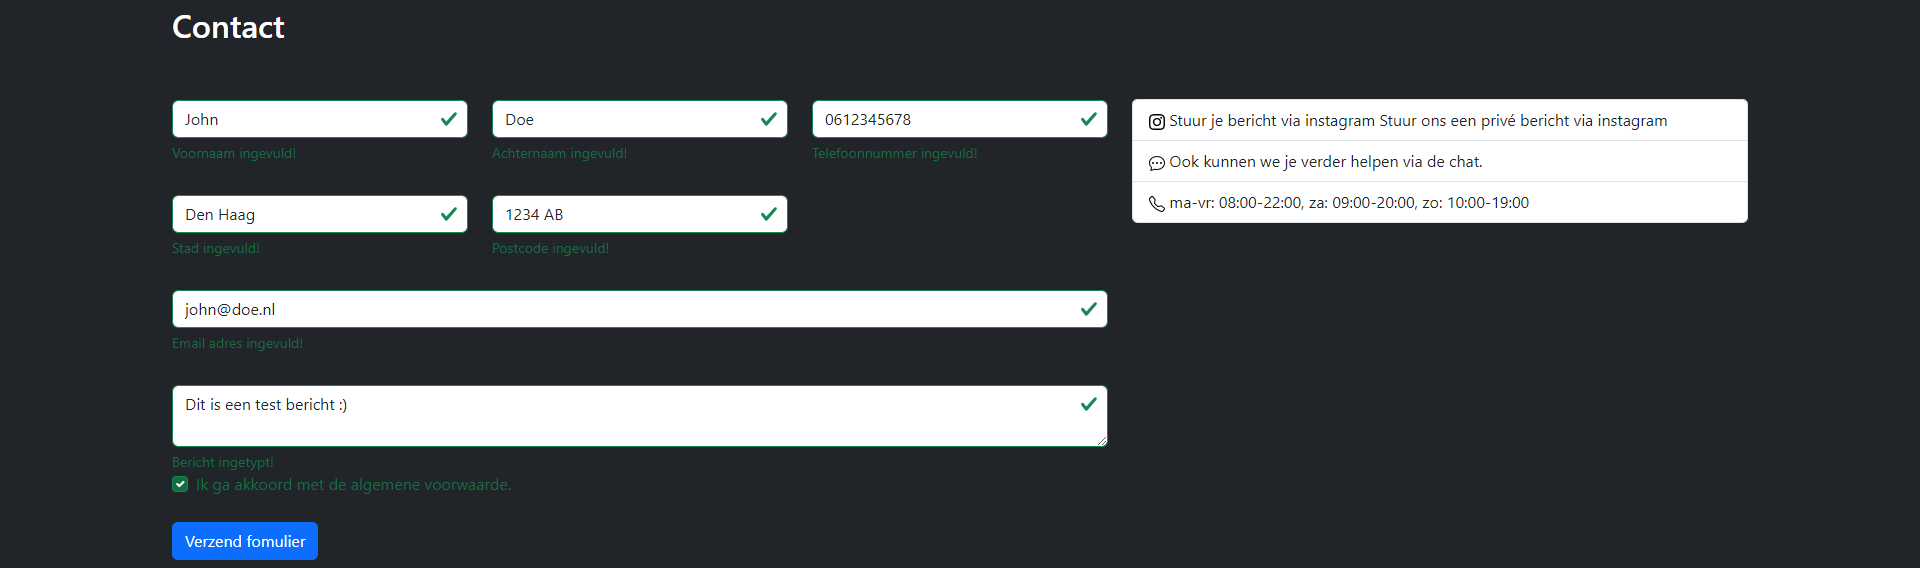 Contact
John
Doe
0612345678
Voornaam ingevuld!
Achternaam ingevuld!
Telefoonnummer ingevuld!
Den Haag
1234 AB
Stad ingevuld!
Postcode ingevuld!
john@doe.nl
Email adres ingevuld!
Dit is een test bericht :)
Bericht ingetypt!
Ik ga akkoord met de algemene voorwaarde.
Verzend fomulier
Stuur je bericht via instagram Stuur ons een privé bericht via instagram
Ook kunnen we je verder helpen via de chat.
ma-vr: 08:00-22:00, za: 09:00-20:00, zo: 10:00-19:00